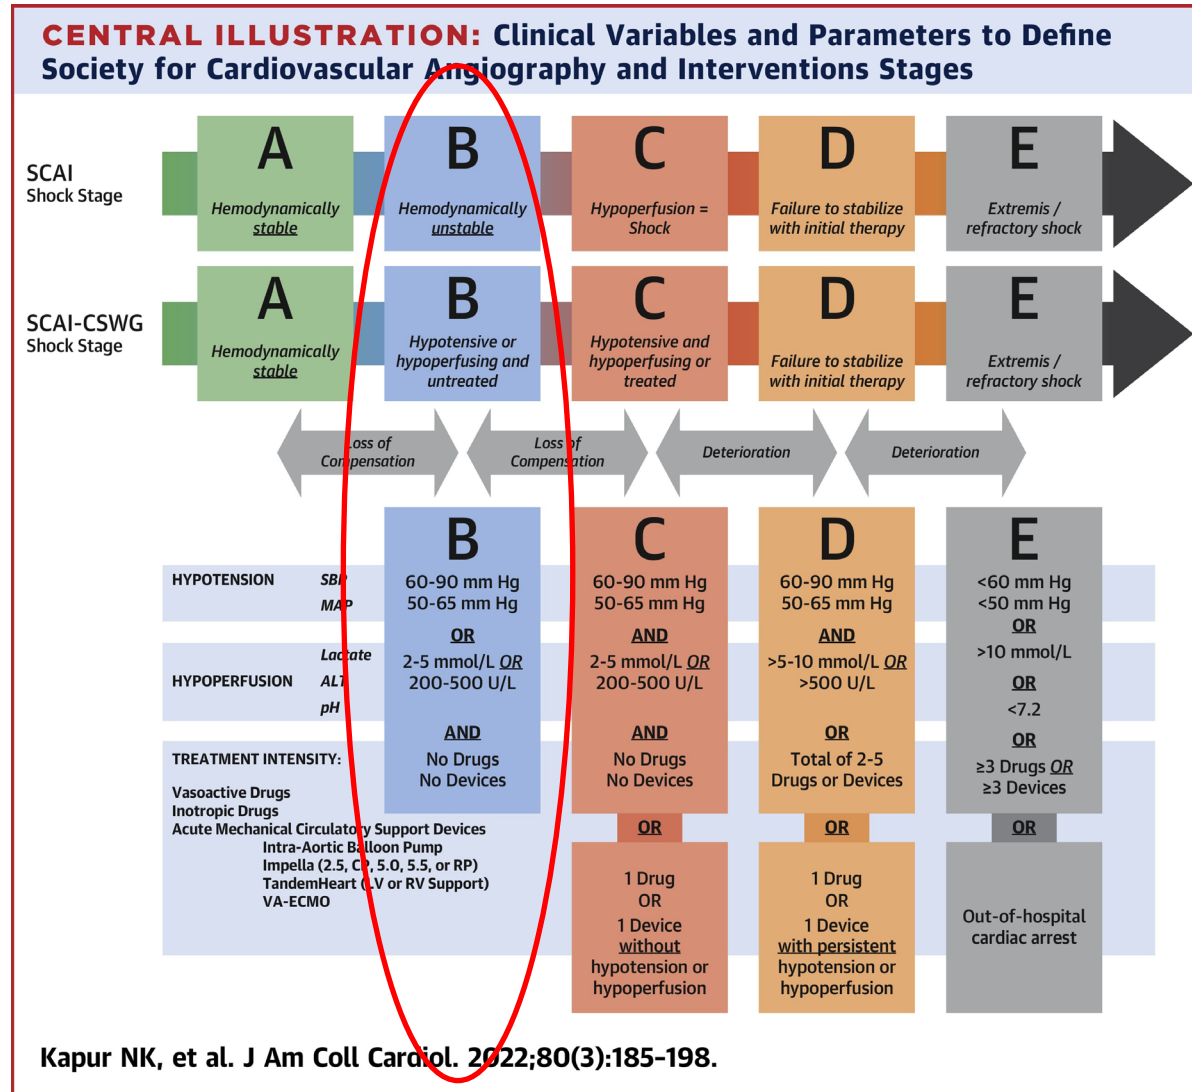 CENTRAL ILLUSTRATION: Clinical Variables and Parameters to Define
Society for Cardiovascular Angiography and Interventions Stages
SCAI
Shock Stage
A
Hemodynamically
stable
B
Hemodynamically
unstable
C
Hypoperfusion =
Shock
D
Failure to stabilize
with initial therapy
E
Extremis /
refractory shock
SCAI-CSWG
Shock Stage
A
Hemodynamically
stable
B
Hypotensive or
hypoperfusing and
untreated
C
Hypotensive and
hypoperfusing or
treated
D
Failure to stabilize
with initial therapy
E
Extremis /
refractory shock
Loss of
Compensation
Loss of
Compensation
Deterioration
Deterioration
HYPOTENSION
SBP
MAP
HYPOPERFUSION
Lactate
ALT
pH
TREATMENT INTENSITY:
Vasoactive Drugs
Inotropic Drugs
Acute Mechanical Circulatory Support Devices
Intra-Aortic Balloon Pump
Impella (2.5, CP, 5.0, 5.5, or RP)
TandemHeart (LV or RV Support)
VA-ECMO
B
60-90 mm Hg
50-65 mm Hg
OR
2-5 mmol/L OR
200-500 U/L
AND
No Drugs
No Devices
C
60-90 mm Hg
50-65 mm Hg
AND
2-5 mmol/L OR
200-500 U/L
AND
No Drugs
No Devices
OR
1 Drug
OR
1 Device
without
hypotension or
hypoperfusion
D
60-90 mm Hg
50-65 mm Hg
AND
>5-10 mmol/L OR
>500 U/L
OR
Total of 2-5
Drugs or Devices
OR
1 Drug
OR
1 Device
with persistent
hypotension or
hypoperfusion
E
<60 mm Hg
<50 mm Hg
OR
>10 mmol/L
OR
<7.2
OR
≥3 Drugs OR
≥3 Devices
OR
Out-of-hospital
cardiac arrest
Kapur NK, et al. J Am Coll Cardiol. 2022;80(3):185–198.